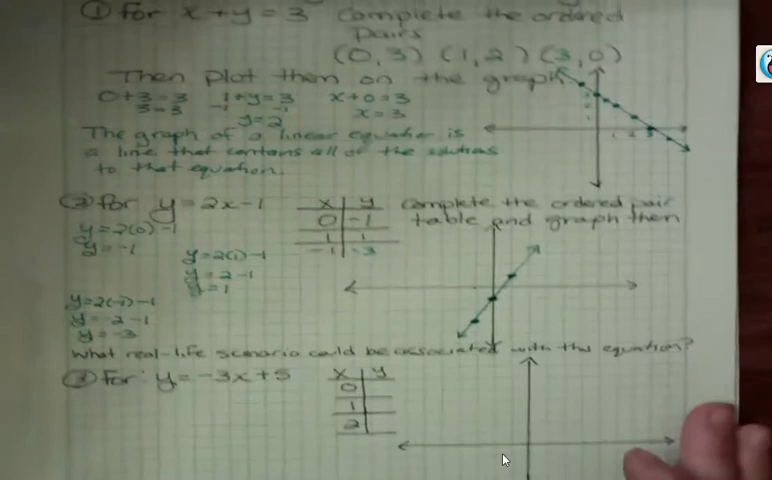 ① For x + y = 3 Complete the ordered
pairs
(0, 3) (1, 2) (3, 0)
Then plot them on the graph
0+3=3 1+y=3 x+0=3
3=3 -1 -1 x=3
y=2
The graph of a linear equation is
a line that contains all of the solutions
to that equation.
② For y = 2x-1 x y Complete the ordered pair
y=2(0)-1 0 -1 table and graph them
y=-1 1 1
y=2(1)-1 -1 -3
y=2-1
y=1
y=2(-1)-1
y=-2-1
y=-3
What real-life scenario could be associated with this equation?
③ For: y = -3x+5 x y
0
1
2